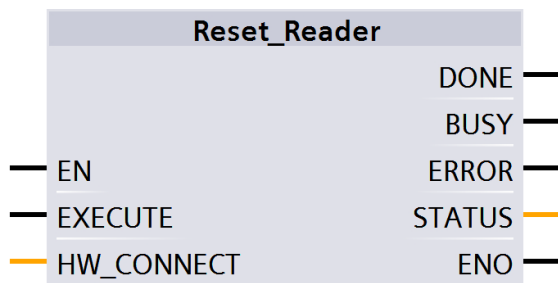 Reset_Reader
DONE
BUSY
EN ERROR
EXECUTE STATUS
HW_CONNECT ENO